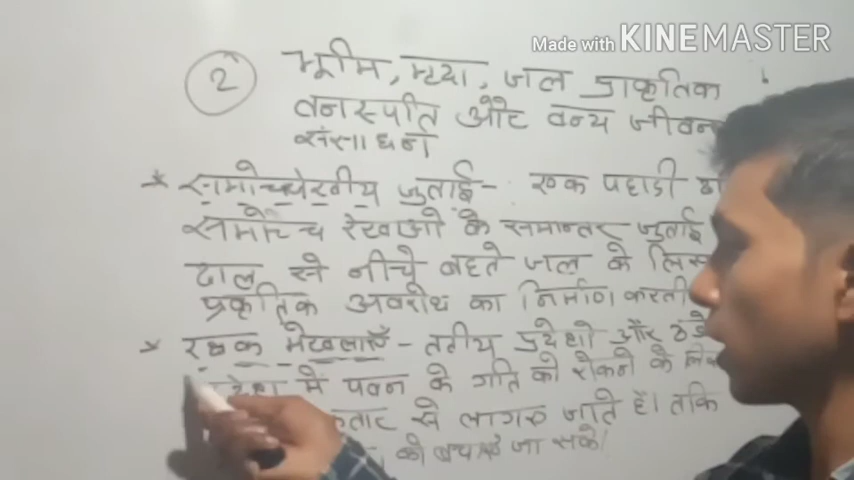 Made with KINEMASTER
2 भूमि, मृदा, जल प्राकृतिक
वनस्पति और वन्य जीवन
संसाधन
* समोच्चरेखीय जुताई - एक पहाड़ी
समोच्च रेखाओ के समान्तर जुताई
ढाल से नीचे बहते जल के लिए
प्रकृतिक अवरोध का निर्माण करती
* रक्षक मेखलाएँ - तटीय प्रदेशो और ठंडे
में पवन के गति को रोकने के लिए
कतार से लगाए जाते है। तकि
को बचाया जा सके।